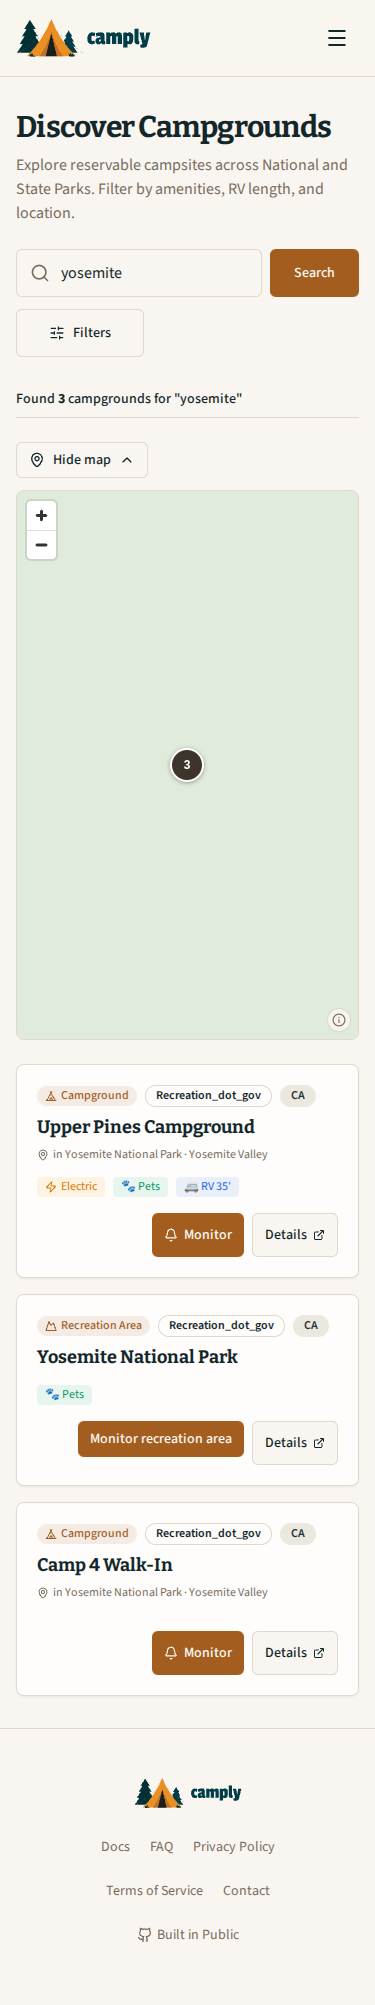 camply
Discover Campgrounds
Explore reservable campsites across National and
State Parks. Filter by amenities, RV length, and
location.
yosemite
Search
Filters
Found 3 campgrounds for "yosemite"
Hide map
3
Campground
Recreation_dot_gov
CA
Upper Pines Campground
in Yosemite National Park · Yosemite Valley
Electric
Pets
RV 35'
Monitor
Details
Recreation Area
Recreation_dot_gov
CA
Yosemite National Park
Pets
Monitor recreation area
Details
Campground
Recreation_dot_gov
CA
Camp 4 Walk-In
in Yosemite National Park · Yosemite Valley
Monitor
Details
camply
Docs
FAQ
Privacy Policy
Terms of Service
Contact
Built in Public